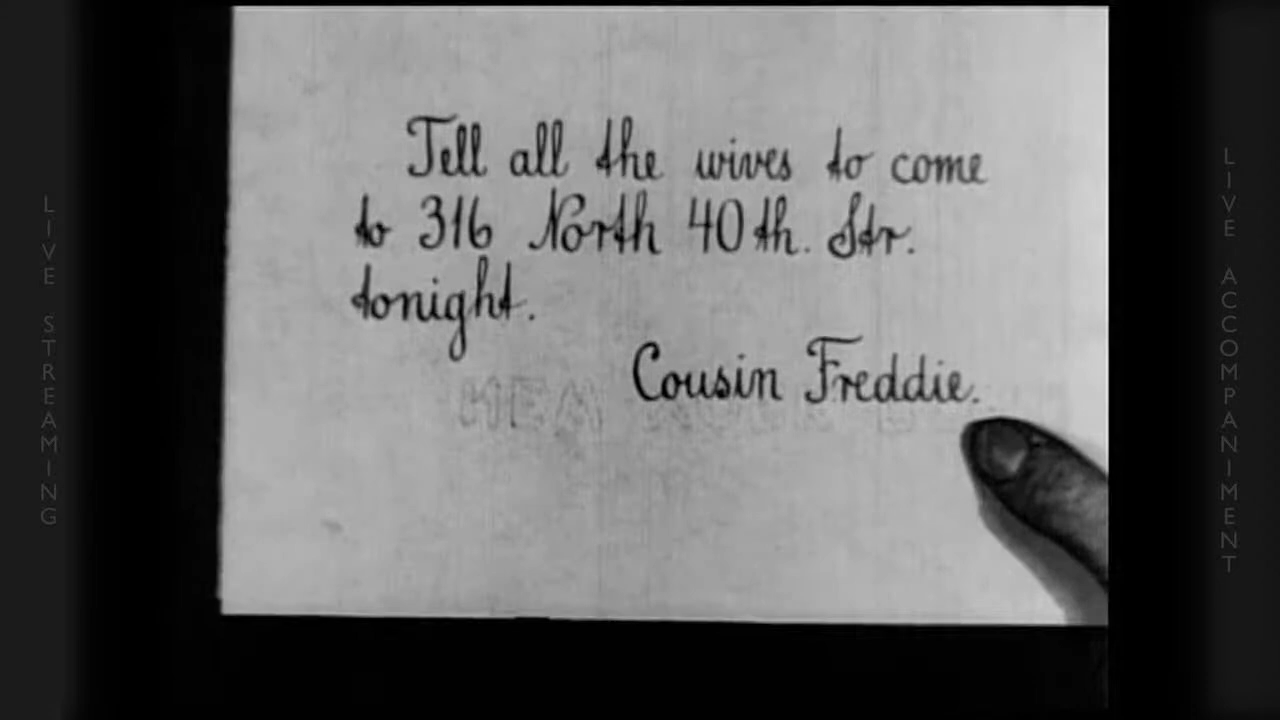 Tell all the wives to come
to 316 North 40th. Str.
tonight.
Cousin Freddie.
LIVE STREAMING
LIVE ACCOMPANIMENT